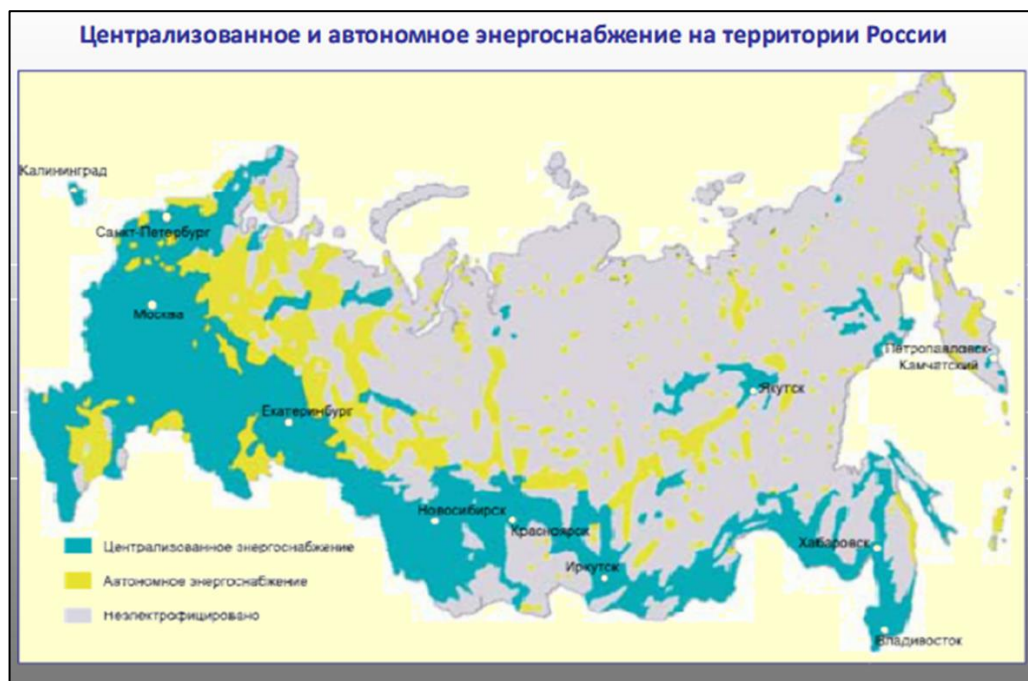 Централизованное и автономное энергоснабжение на территории России
Калининград
Санкт-Петербург
Москва
Петропавловск-
Камчатский
Якутск
Екатеринбург
Новосибирск
Красноярск
Хабаровск
Иркутск
Владивосток
Централизованное энергоснабжение
Автономное энергоснабжение
Неэлектрофицировано